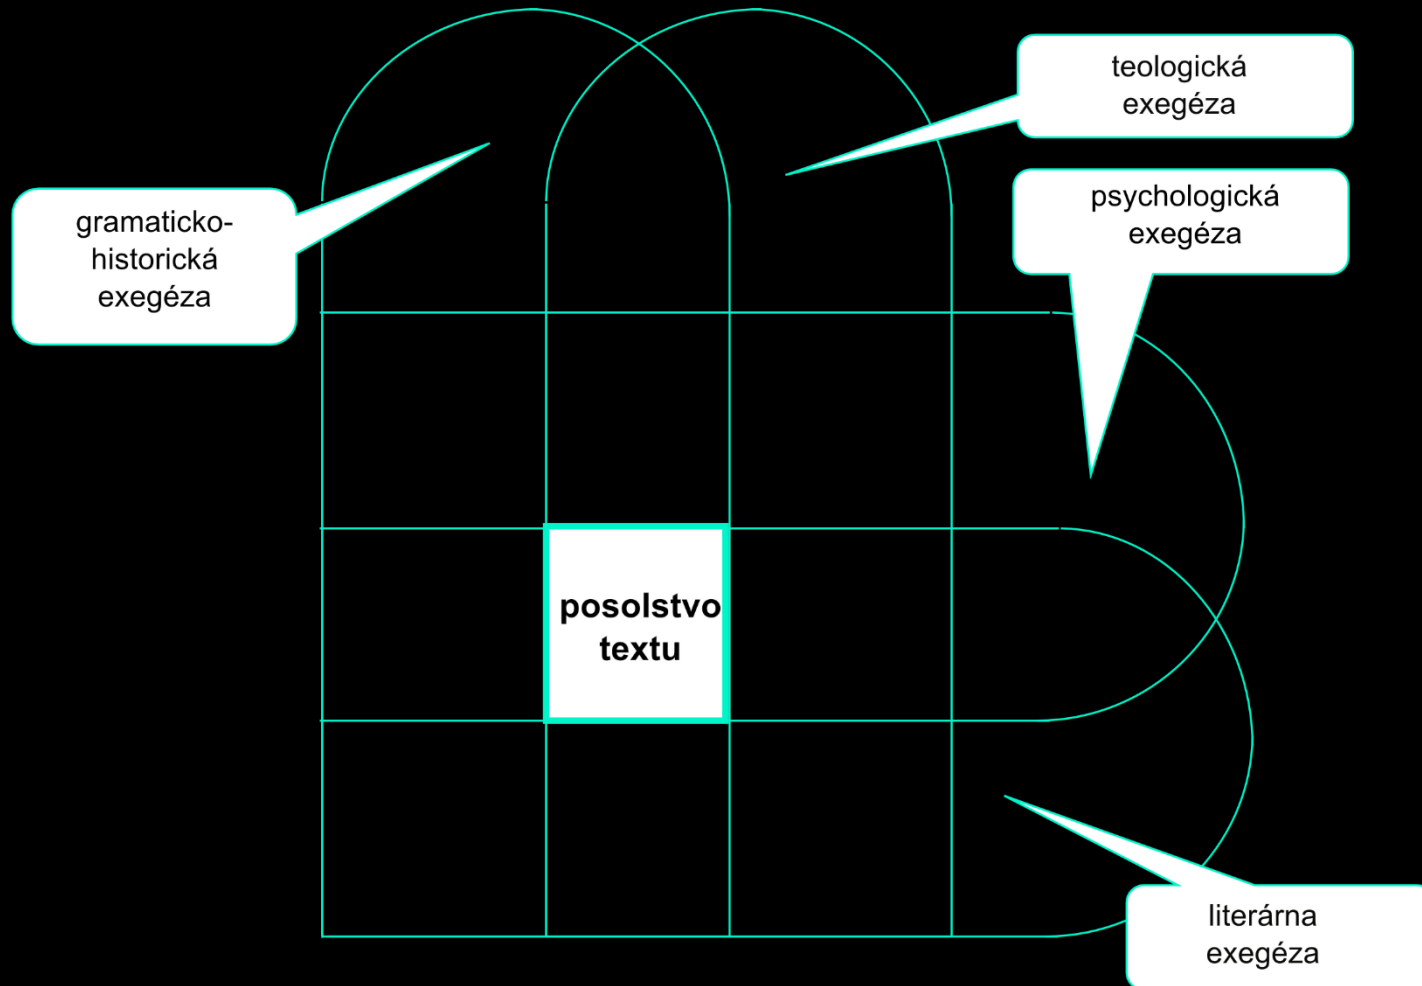 teologická
exegéza
psychologická
exegéza
gramaticko-
historická
exegéza
posolstvo
textu
literárna
exegéza